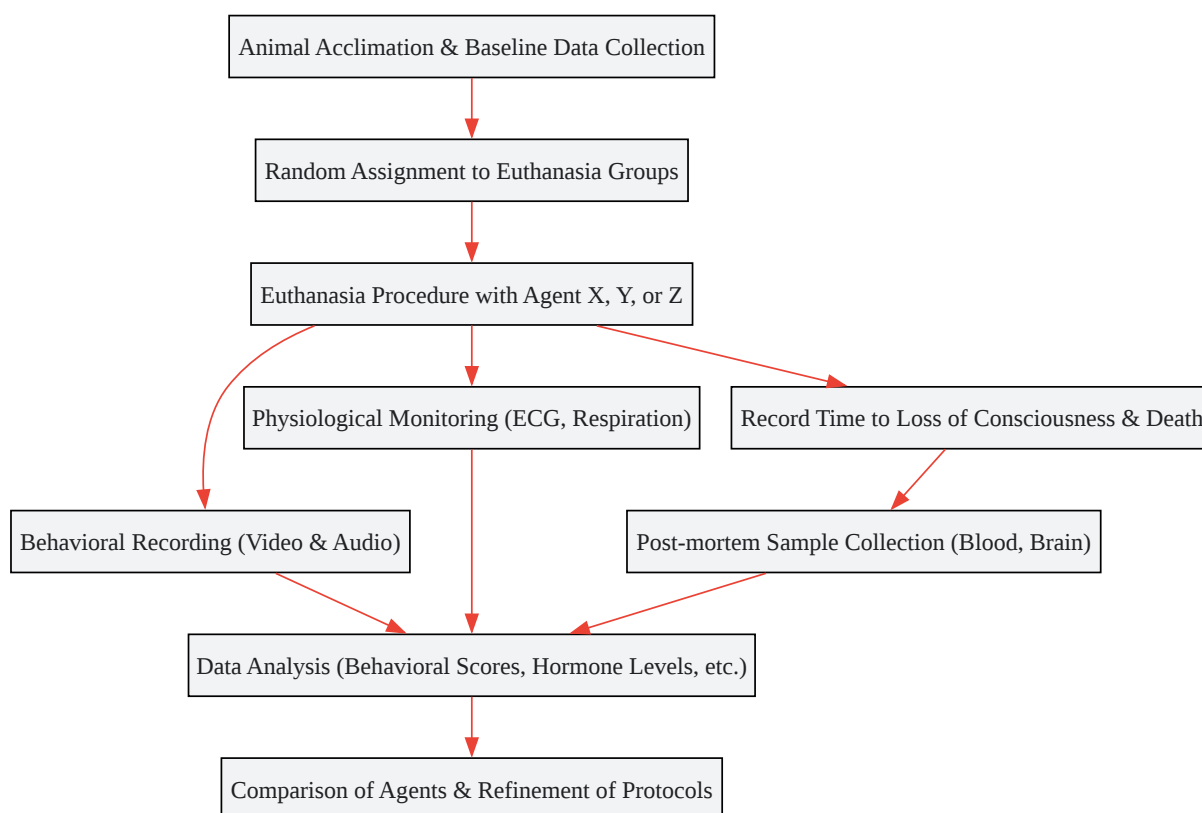 Animal Acclimation & Baseline Data Collection
Random Assignment to Euthanasia Groups
Euthanasia Procedure with Agent X, Y, or Z
Physiological Monitoring (ECG, Respiration)
Record Time to Loss of Consciousness & Death
Behavioral Recording (Video & Audio)
Post-mortem Sample Collection (Blood, Brain)
Data Analysis (Behavioral Scores, Hormone Levels, etc.)
Comparison of Agents & Refinement of Protocols